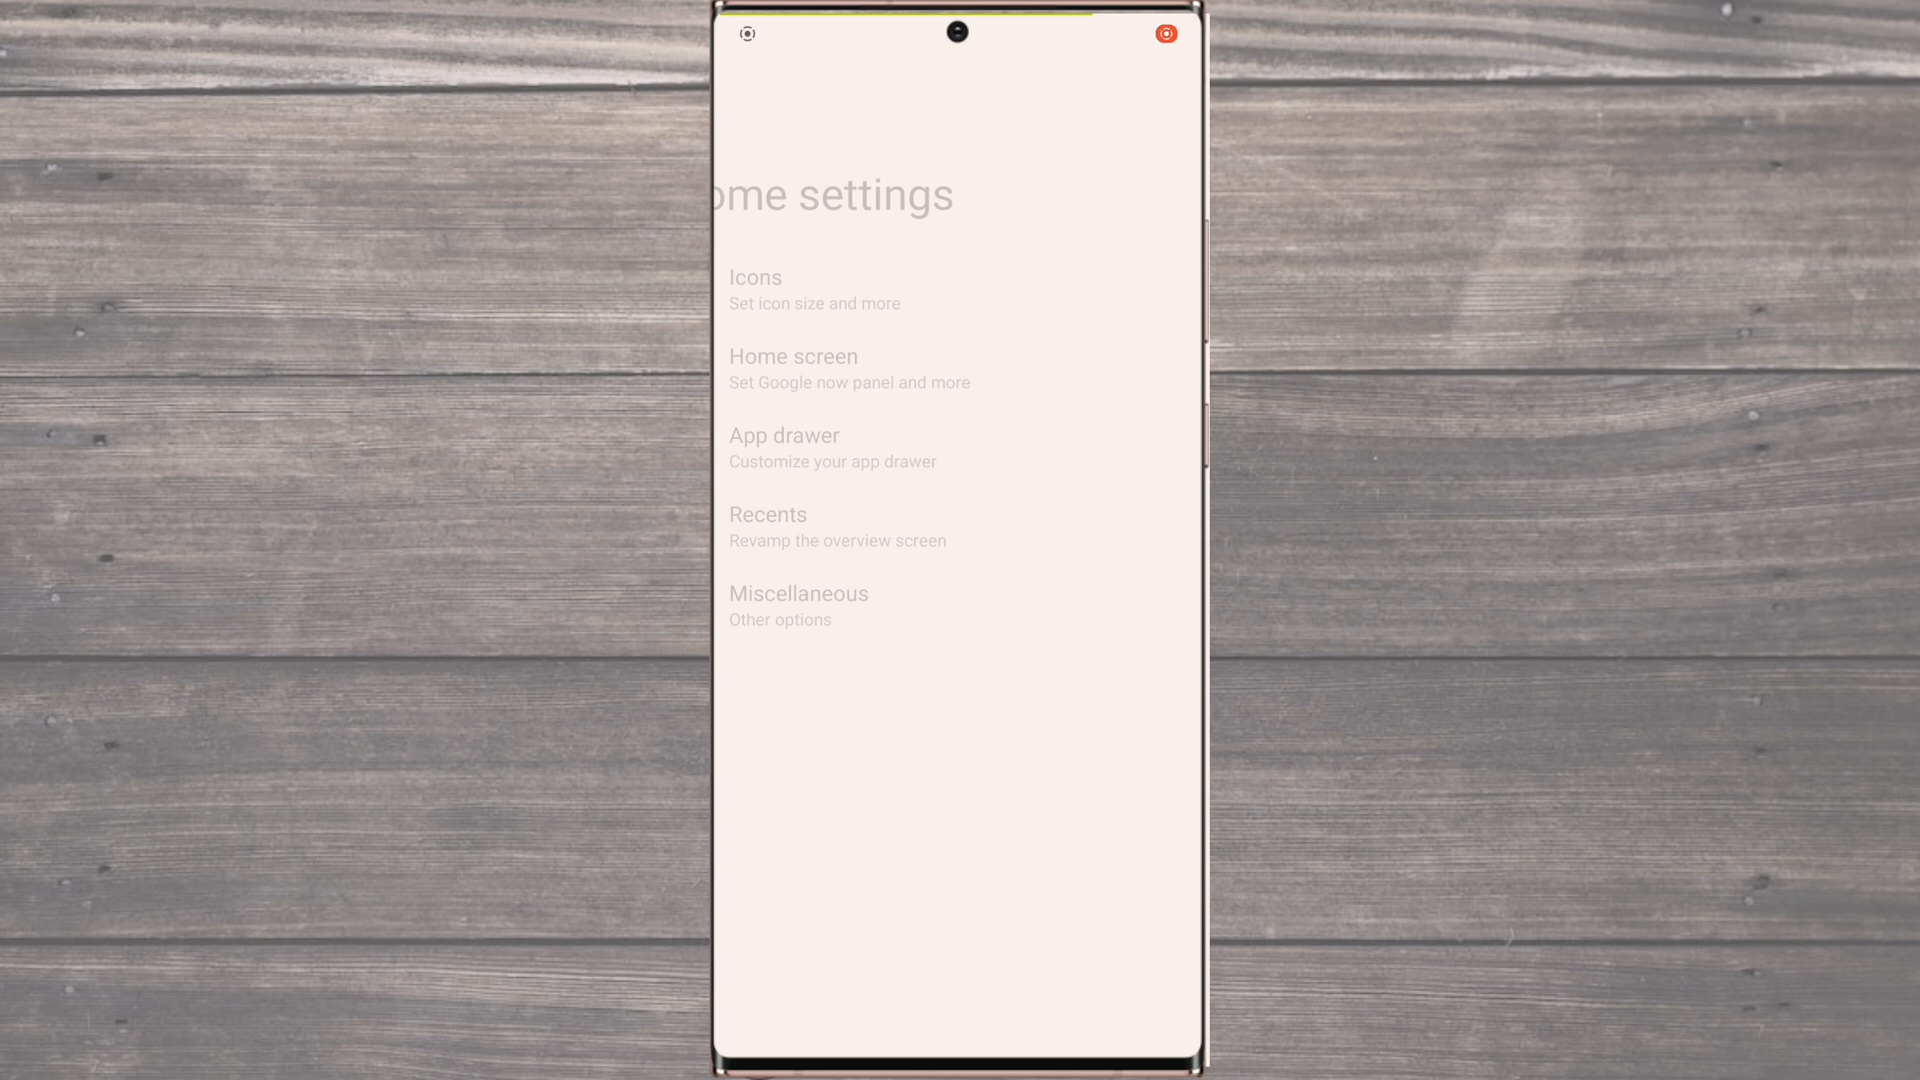 ome settings
Icons
Set icon size and more
Home screen
Set Google now panel and more
App drawer
Customize your app drawer
Recents
Revamp the overview screen
Miscellaneous
Other options